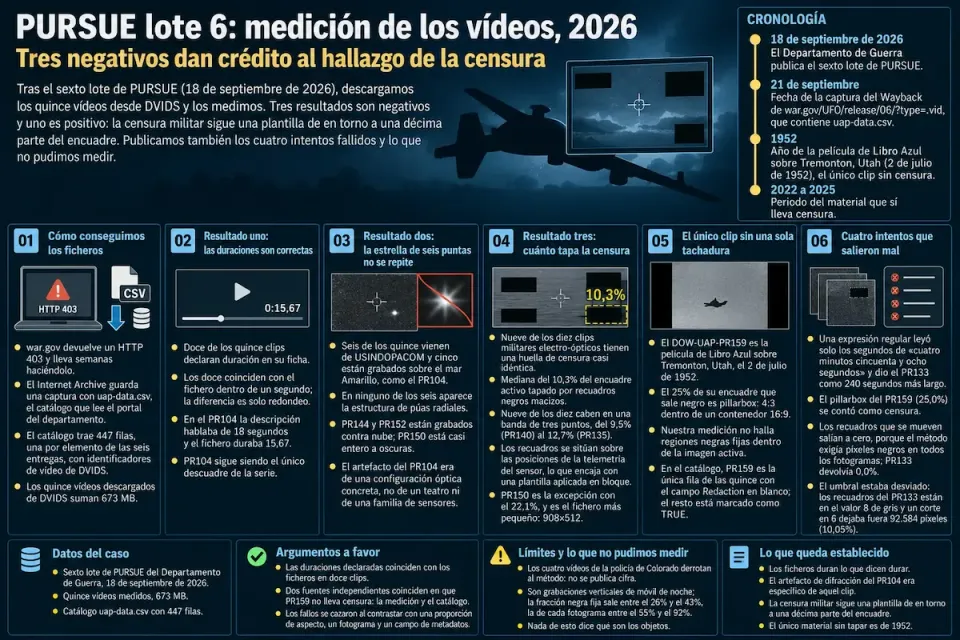 PURSUE lote 6: medición de los vídeos, 2026
Tres negativos dan crédito al hallazgo de la censura
Tras el sexto lote de PURSUE (18 de septiembre de 2026), descargamos
los quince vídeos desde DVIDS y los medimos. Tres resultados son negativos
y uno es positivo: la censura militar sigue una plantilla de en torno a una décima
parte del encuadre. Publicamos también los cuatro intentos fallidos y lo que
no pudimos medir.
CRONOLOGÍA
18 de septiembre de 2026
El Departamento de Guerra
publica el sexto lote de PURSUE.
21 de septiembre
Fecha de la captura del Wayback
de war.gov/UFO/release/06/?type=.vid,
que contiene uap-data.csv.
1952
Año de la película de Libro Azul
sobre Tremonton, Utah (2 de julio
de 1952), el único clip sin censura.
2022 a 2025
Periodo del material que sí
lleva censura.
01
Cómo conseguimos
los ficheros
HTTP 403
CSV
war.gov devuelve un HTTP
403 y lleva semanas
haciéndolo.
El Internet Archive guarda
una captura con uap-data.csv,
el catálogo que lee el portal
del departamento.
El catálogo trae 447 filas,
una por elemento de las seis
entregas, con identificadores
de vídeo de DVIDS.
Los quince vídeos descargados
de DVIDS suman 673 MB.
02
Resultado uno:
las duraciones son correctas
0:15,67
Doce de los quince clips
declaran duración en su ficha.
Los doce coinciden con el
fichero dentro de un segundo;
la diferencia es solo redondeo.
En el PR104 la descripción
hablaba de 18 segundos
y el fichero duraba 15,67.
PR104 sigue siendo el único
descuadre de la serie.
03
Resultado dos:
la estrella de seis puntas
no se repite
Seis de los quince vienen
de USINDOPACOM y cinco
están grabados sobre el mar
Amarillo, como el PR104.
En ninguno de los seis aparece
la estructura de púas radiales.
PR144 y PR152 están grabados
contra nube; PR150 está casi
entero a oscuras.
El artefacto del PR104 era
de una configuración óptica
concreta, no de un teatro ni
de una familia de sensores.
04
Resultado tres:
cuánto tapa la censura
10,3%
Nueve de los diez clips
militares electro-ópticos tienen
una huella de censura casi
idéntica.
Mediana del 10,3% del encuadre
activo tapado por recuadros
negros macizos.
Nueve de los diez caben en una
banda de tres puntos, del 9,5%
(PR140) al 12,7% (PR135).
Los recuadros se sitúan sobre
las posiciones de la telemetría
del sensor, lo que encaja con
una plantilla aplicada en bloque.
PR150 es la excepción con
el 22,1%, y es el fichero más
pequeño: 908×512.
05
El único clip sin una sola
tachadura
El DOW-UAP-PR159 es la
película de Libro Azul sobre
Tremonton, Utah, el 2 de julio
de 1952.
El 25% de su encuadre que
sale negro es pillarbox: 4:3
dentro de un contenedor 16:9.
Nuestra medición no halla
regiones negras fijas dentro
de la imagen activa.
En el catálogo, PR159 es la
única fila de las quince con
el campo Redaction en blanco;
el resto está marcado como
TRUE.
06
Cuatro intentos que
salieron mal
Una expresión regular leyó
solo los segundos de «cuatro
minutos cincuenta y ocho
segundos» y dio el PR133
como 240 segundos más largo.
El pillarbox del PR159 (25,0%)
se contó como censura.
Los recuadros que se mueven
salían a cero, porque el método
exigía píxeles negros en todos
los fotogramas; PR133
devolvía 0,0%.
El umbral estaba desviado:
los recuadros del PR133 están
en el valor 8 de gris y un corte
en 6 dejaba fuera 92.584 píxeles
(10,05%).
Datos del caso
Sexto lote de PURSUE del Departamento
de Guerra, 18 de septiembre de 2026.
Quince vídeos medidos, 673 MB.
Catálogo uap-data.csv con 447 filas.
Argumentos a favor
Las duraciones declaradas coinciden con los
ficheros en doce clips.
Dos fuentes independientes coinciden en que
PR159 no lleva censura: la medición y el catálogo.
Los fallos se cazaron al contrastar con una proporción
de aspecto, un fotograma y un campo de metadatos.
Límites y lo que no pudimos medir
Los cuatro vídeos de la policía de Colorado derrotan
al método: no se publica cifra.
Son grabaciones verticales de móvil de noche;
la fracción negra fija sale entre el 26% y el 43%,
la de cada fotograma entre el 55% y el 92%.
Nada de esto dice qué son los objetos.
Lo que queda establecido
Los ficheros duran lo que dicen durar.
El artefacto de difracción del PR104 era
específico de aquel clip.
La censura militar sigue una plantilla de en torno
a una décima parte del encuadre.
El único material sin tapar es de 1952.